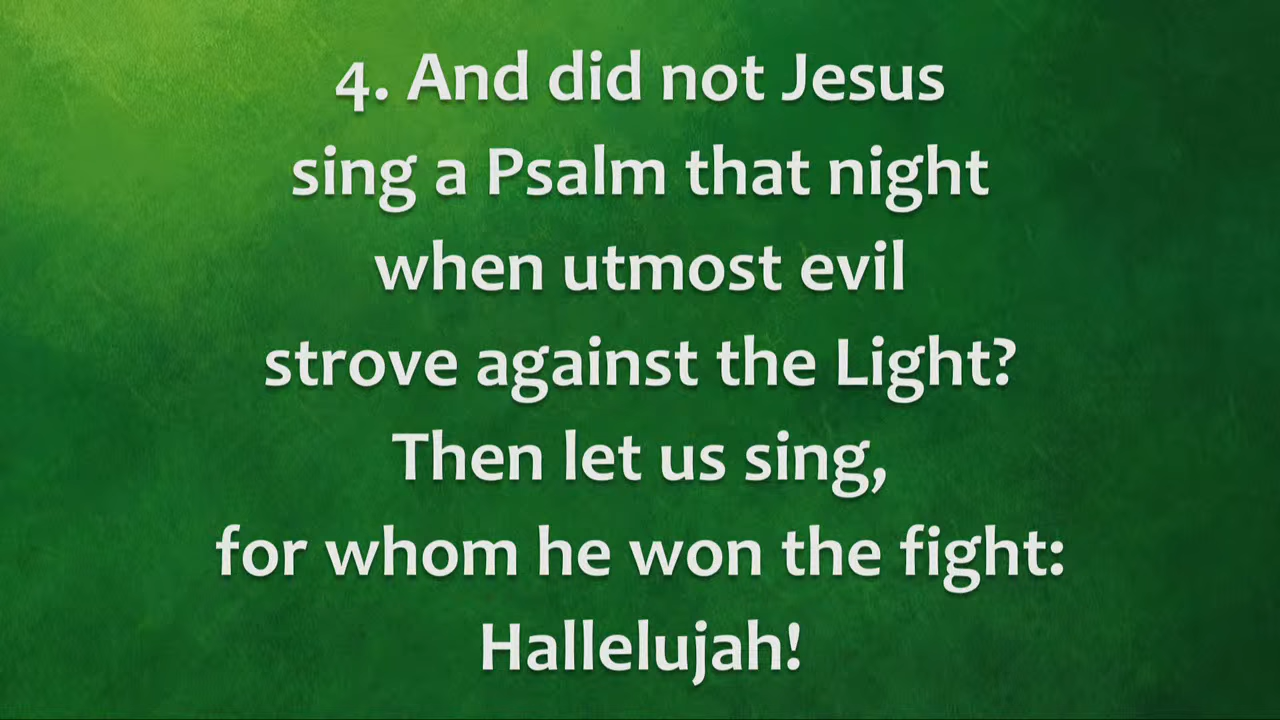 4. And did not Jesus
sing a Psalm that night
when utmost evil
strove against the Light?
Then let us sing,
for whom he won the fight:
Hallelujah!